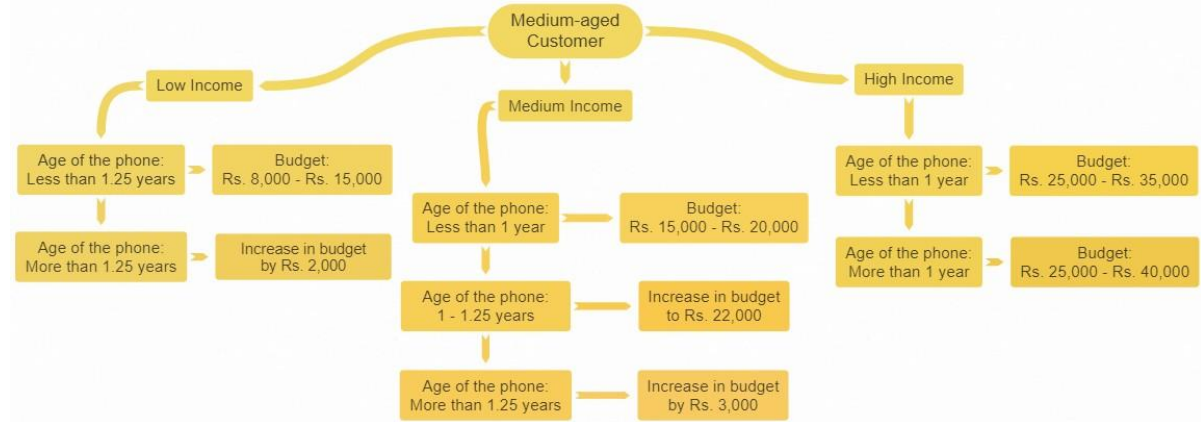 Medium-aged
Customer
Low Income
Medium Income
High Income
Age of the phone:
Less than 1.25 years
Budget:
Rs. 8,000 - Rs. 15,000
Age of the phone:
More than 1.25 years
Increase in budget
by Rs. 2,000
Age of the phone:
Less than 1 year
Budget:
Rs. 15,000 - Rs. 20,000
Age of the phone:
1 - 1.25 years
Increase in budget
to Rs. 22,000
Age of the phone:
More than 1.25 years
Increase in budget
by Rs. 3,000
Age of the phone:
Less than 1 year
Budget:
Rs. 25,000 - Rs. 35,000
Age of the phone:
More than 1 year
Budget:
Rs. 25,000 - Rs. 40,000